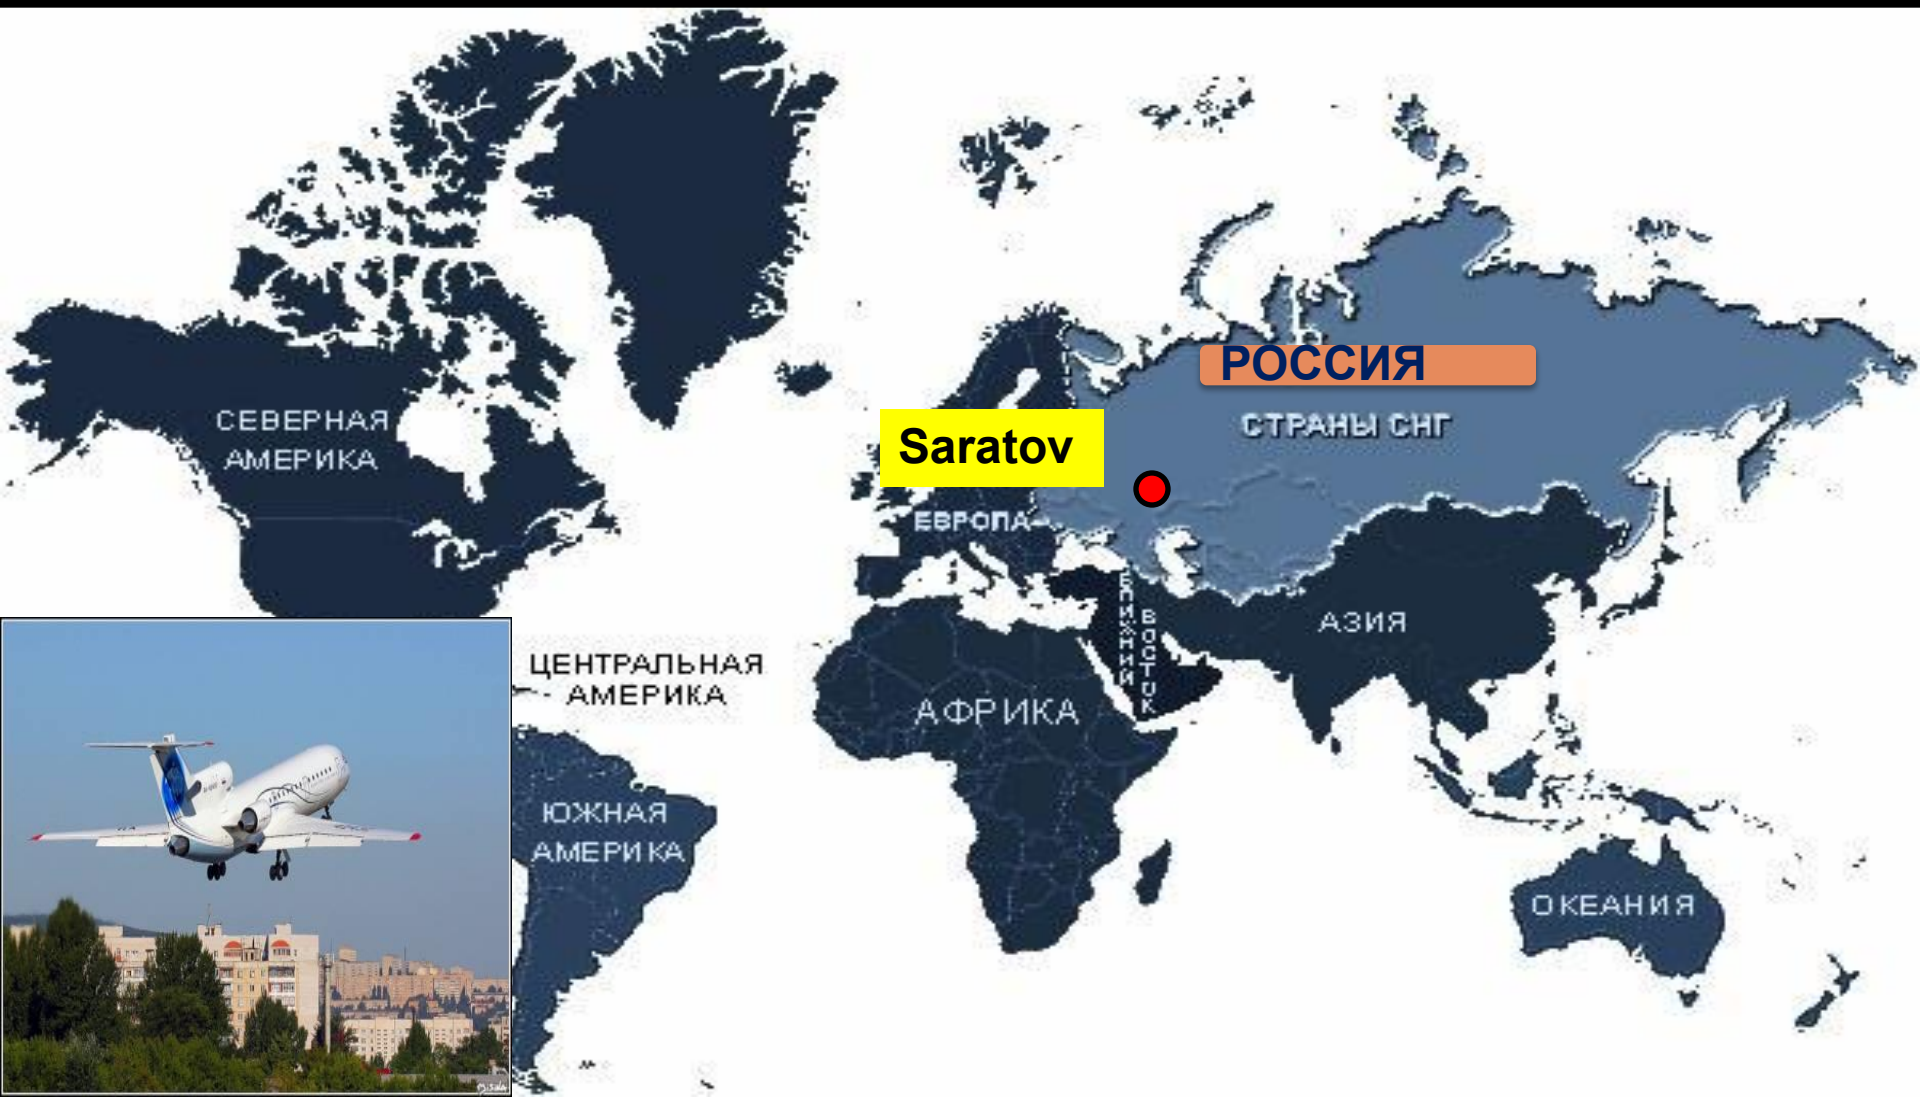 РОССИЯ
СТРАНЫ СНГ
СЕВЕРНАЯ
АМЕРИКА
Saratov
ЕВРОПА
БЛИЖНИЙ
ВОСТОК
АЗИЯ
ЦЕНТРАЛЬНАЯ
АМЕРИКА
АФРИКА
ЮЖНАЯ
АМЕРИКА
ОКЕАНИЯ